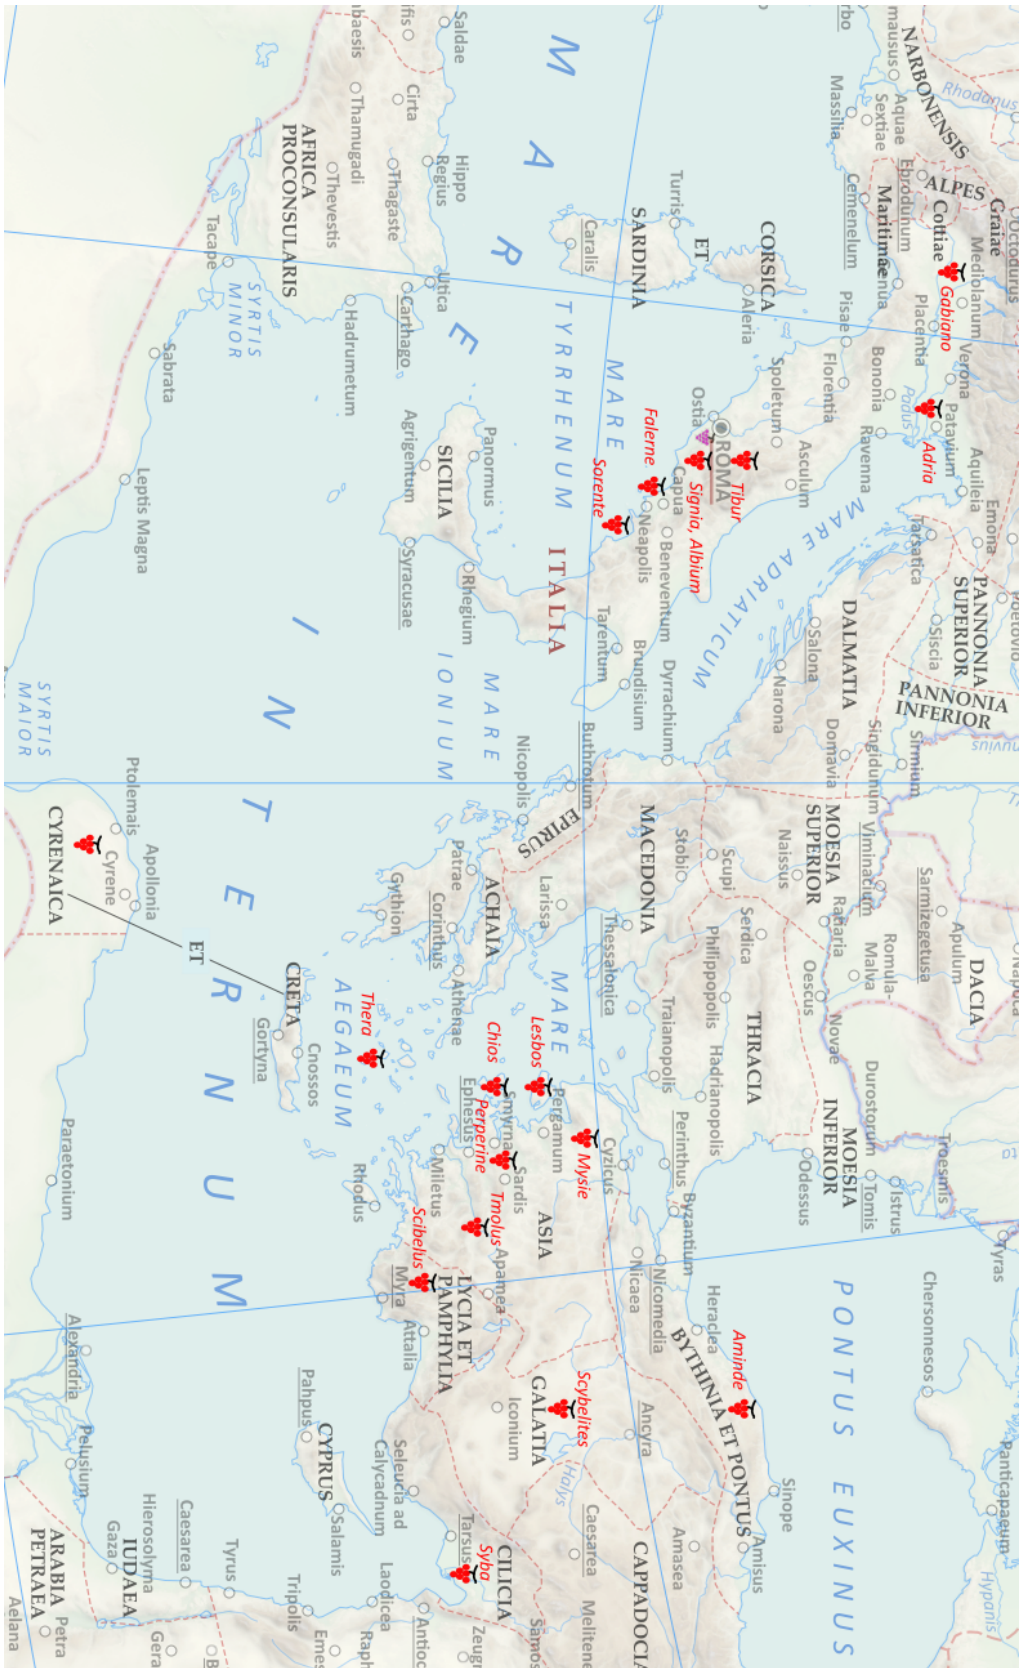 NARBONENSIS
Rhodanus
Massilia
Aquae
Sextiae
Ebrodunum
ALPES
Graiae
Cottiae
Maritimae
Cemenelum
Octodurus
Mediolanum
Gabiano
Placentia
Verona
Patavium
Padus
Adria
Aquileia
Emona
Tarsatica
Poetovio
PANNONIA
SUPERIOR
Siscia
PANNONIA
INFERIOR
Sirmium
Singidunum
DALMATIA
Salona
Narona
Domavia
MARE ADRIATICUM
Pisae
Florentia
Bononia
Ravenna
Spoletum
Asculum
Ostia
ROMA
Tibur
Signia, Albium
Capua
Falerne
Sorente
Neapolis
Beneventum
Tarentum
Brundisium
Dyrrachium
ITALIA
CORSICA
ET
SARDINIA
Aleria
Turris
Caralis
MARE
TYRRHENUM
Saldae
Cirta
Hippo
Regius
Thamugadi
Thagaste
Thevestis
AFRICA
PROCONSULARIS
Utica
Carthago
Hadrumetum
Tacape
SYRTIS
MINOR
Sabrata
Leptis Magna
SYRTIS
MAIOR
SICILIA
Panormus
Agrigentum
Syracusae
Rhegium
MARE
IONIUM
MARE INTERNUM
Buthrotum
Nicopolis
EPIRUS
MACEDONIA
Stobi
Scupi
Naissus
MOESIA
SUPERIOR
Viminacium
Ratiaria
Sarmizegetusa
Apulum
Napoca
DACIA
Romula-
Malva
Oescus
Novae
Serdica
Philippopolis
THRACIA
Hadrianopolis
Traianopolis
Thessalonica
Larissa
ACHAIA
Patrae
Corinthus
Gythion
Athenae
MARE
AEGAEUM
Durostorum
MOESIA
INFERIOR
Troesmis
Tomis
Istrus
Odessus
Tyras
Perinthus
Byzantium
Cyzicus
Nicaea
Nicomedia
Heraclea
BYTHINIA ET PONTUS
Aminde
Sinope
Amisus
Amasea
PONTUS EUXINUS
Chersonnesos
Panticapaeum
Hypanis
Lesbos
Chios
Thera
Pergamum
Mysie
Smyrna
Ephesus
Perperine
Sardis
Miletus
Tmolus
ASIA
Apamea
Scibelus
Rhodus
Myra
LYCIA ET
PAMPHYLIA
Attalia
GALATIA
Scybelites
Ancyra
Iconium
Halys
Caesarea
CAPPADOCIA
Melitene
CILICIA
Tarsus
Syba
Seleucia ad
Calycadnum
CYPRUS
Pahpus
Salamis
Laodicea
Tripolis
Tyrus
Caesarea
Hierosolyma
IUDAEA
Gaza
ARABIA
PETRAEA
Petra
Aelana
Pelusium
Alexandria
Paraetonium
CRETA
Gortyna
Cnossos
ET
CYRENAICA
Ptolemais
Apollonia
Cyrene